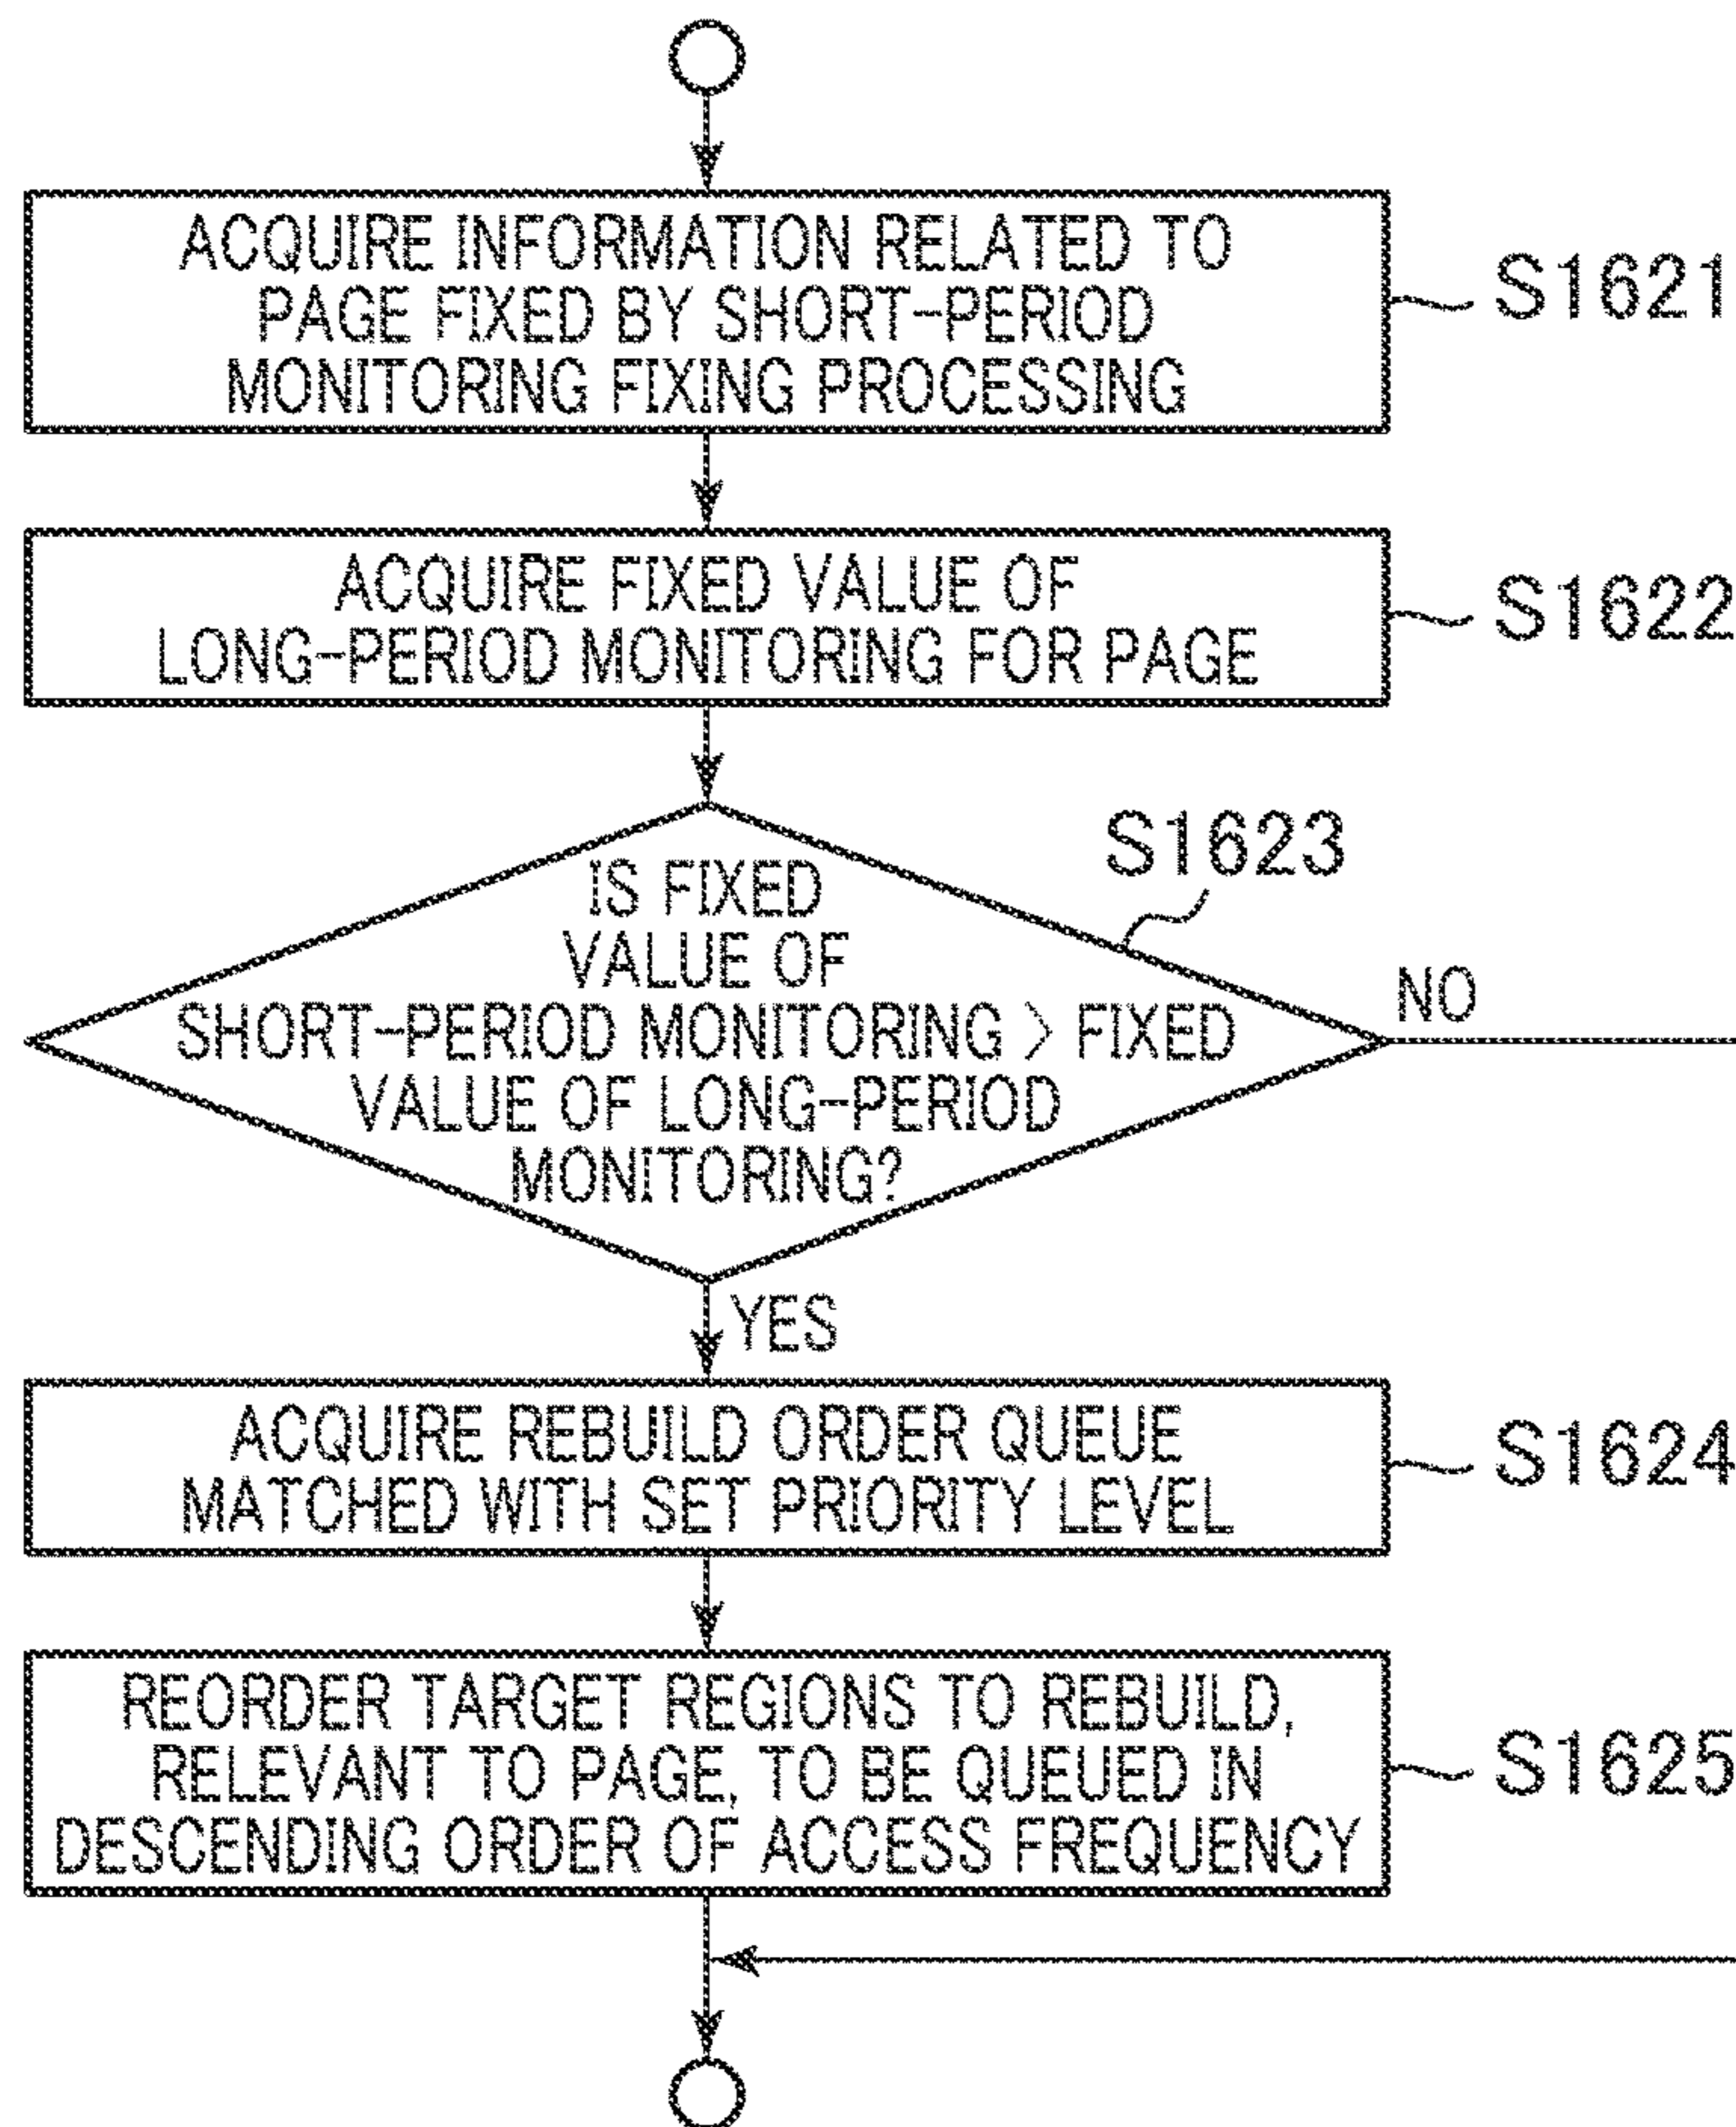 ACQUIRE INFORMATION RELATED TO
PAGE FIXED BY SHORT-PERIOD
MONITORING FIXING PROCESSING
S1621
ACQUIRE FIXED VALUE OF
LONG-PERIOD MONITORING FOR PAGE
S1622
S1623
IS FIXED
VALUE OF
SHORT-PERIOD MONITORING > FIXED
VALUE OF LONG-PERIOD
MONITORING?
NO
YES
ACQUIRE REBUILD ORDER QUEUE
MATCHED WITH SET PRIORITY LEVEL
S1624
REORDER TARGET REGIONS TO REBUILD,
RELEVANT TO PAGE, TO BE QUEUED IN
DESCENDING ORDER OF ACCESS FREQUENCY
S1625